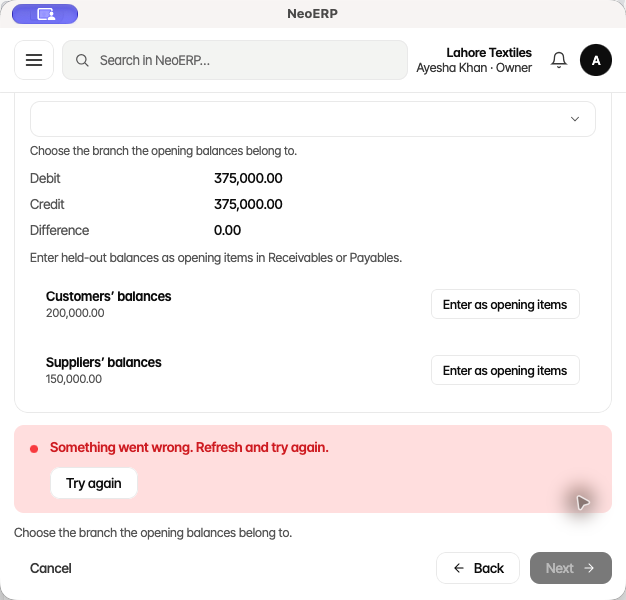 NeoERP
Search in NeoERP...
Lahore Textiles
Ayesha Khan · Owner
A
Choose the branch the opening balances belong to.
Debit 375,000.00
Credit 375,000.00
Difference 0.00
Enter held-out balances as opening items in Receivables or Payables.
Customers’ balances
200,000.00
Enter as opening items
Suppliers’ balances
150,000.00
Enter as opening items
Something went wrong. Refresh and try again.
Try again
Choose the branch the opening balances belong to.
Cancel
Back
Next